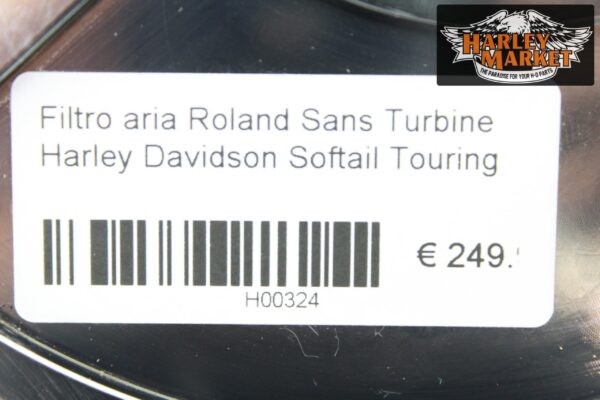 HARLEY
MARKET
THE PARADISE FOR YOUR H-D PARTS
Filtro aria Roland Sans Turbine
Harley Davidson Softail Touring
€ 249.
H00324